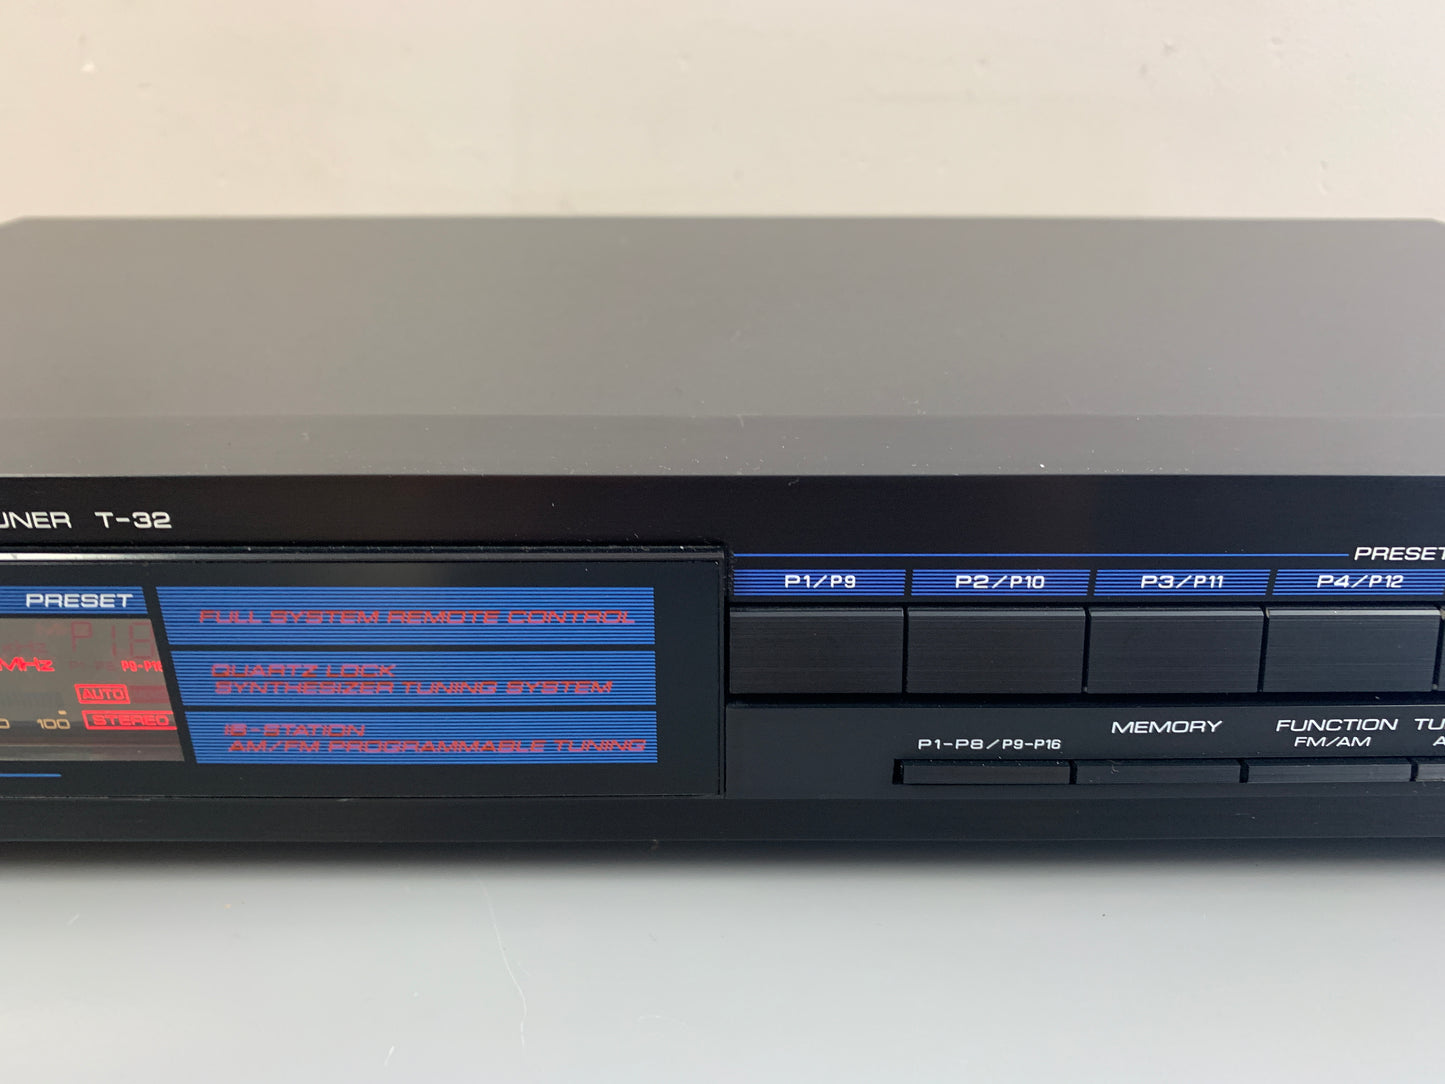 TUNER T-32
PRESET
P1/P9 P2/P10 P3/P11 P4/P12
PRESET
FULL SYSTEM REMOTE CONTROL
MHz P9-P16
QUARTZ LOCK
SYNTHESIZER TUNING SYSTEM
AUTO
100 STEREO
16-STATION
AM/FM PROGRAMMABLE TUNING
P1-P8/P9-P16 MEMORY FUNCTION
FM/AM